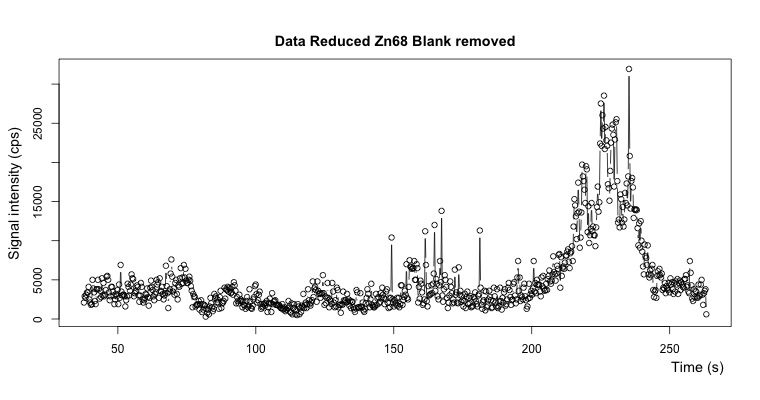 Data Reduced Zn68 Blank removed
Signal intensity (cps)
25000
15000
5000
0
50 100 150 200 250
Time (s)